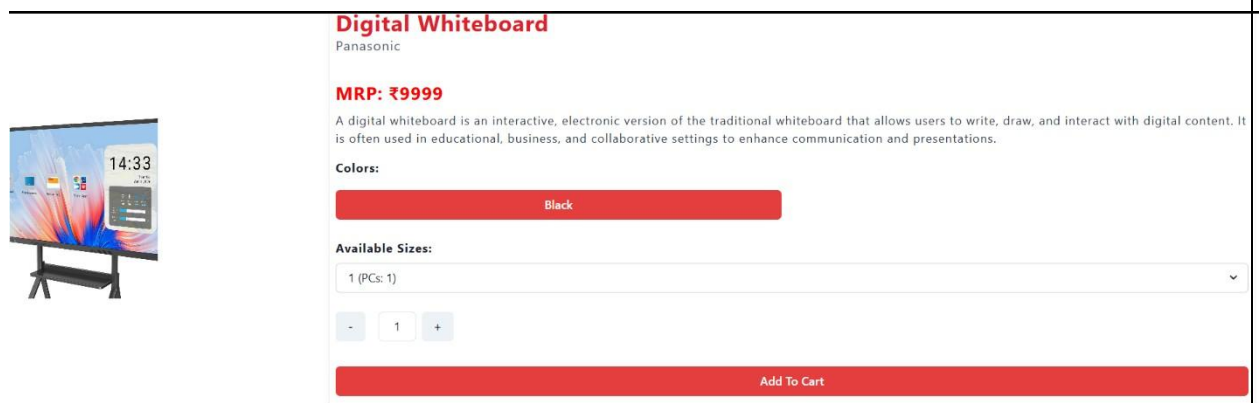 Digital Whiteboard
Panasonic
MRP: ₹9999
A digital whiteboard is an interactive, electronic version of the traditional whiteboard that allows users to write, draw, and interact with digital content. It
is often used in educational, business, and collaborative settings to enhance communication and presentations.
14:33
Colors:
Black
Available Sizes:
1 (PCs: 1)
- 1 +
Add To Cart